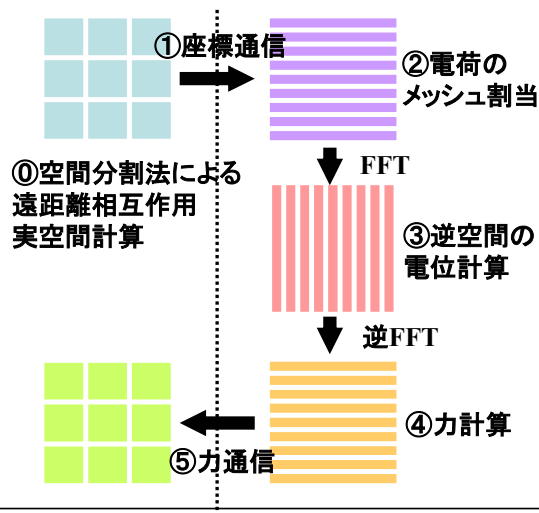 ①座標通信
②電荷の
メッシュ割当
⓪空間分割法による
遠距離相互作用
実空間計算
FFT
③逆空間の
電位計算
逆FFT
④力計算
⑤力通信